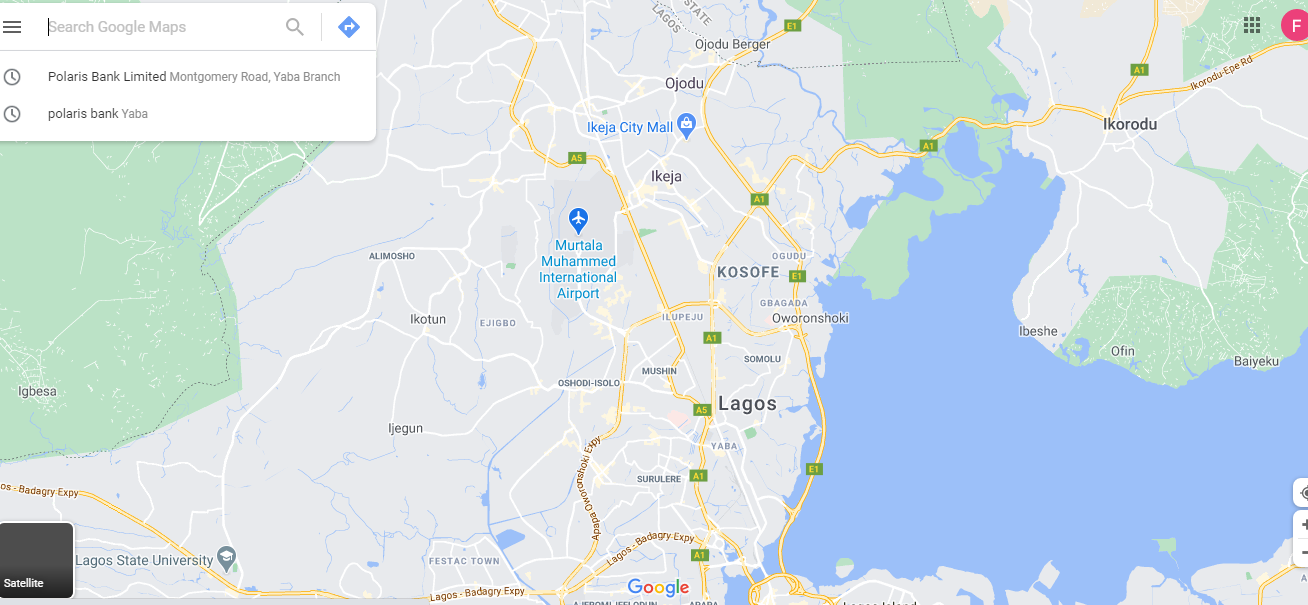 Search Google Maps
Polaris Bank Limited Montgomery Road, Yaba Branch
polaris bank Yaba
F
LAGOS
STATE
E1
Ojodu Berger
A1
Ikorodu-Epe Rd
Ojodu
Ikeja City Mall
Ikorodu
A1
A5
Ikeja
A1
Murtala
Muhammed
International
Airport
ALIMOSHO
OGUDU
KOSOFE
E1
GBAGADA
Ikotun
EJIGBO
ILUPEJU
Oworonshoki
Ibeshe
A1
Ofin
SOMOLU
Baiyeku
MUSHIN
OSHODI-ISOLO
Igbesa
Lagos
A5
Ijegun
YABA
Apapa Oworonshoki Expy
E1
SURULERE
A1
os - Badagry Expy
Lagos - Badagry Expy
A1
Lagos State University
FESTAC TOWN
Satellite
Google
Lagos - Badagry Expy
AJEROMI-IFELODUN
APAPA
Lagos Island